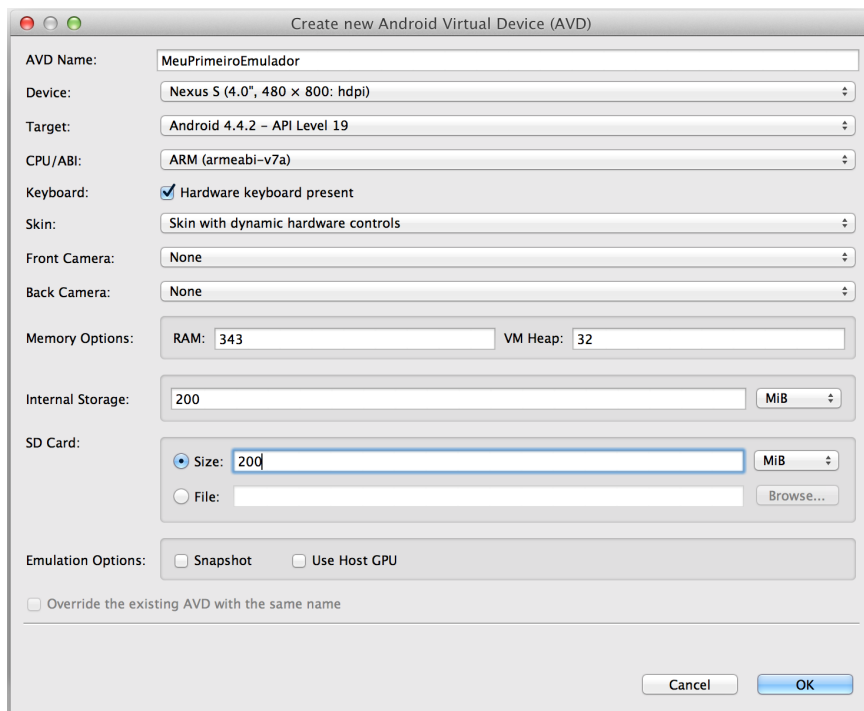 Create new Android Virtual Device (AVD)
AVD Name: MeuPrimeiroEmulador
Device: Nexus S (4.0", 480 × 800: hdpi)
Target: Android 4.4.2 – API Level 19
CPU/ABI: ARM (armeabi-v7a)
Keyboard: Hardware keyboard present
Skin: Skin with dynamic hardware controls
Front Camera: None
Back Camera: None
Memory Options: RAM: 343 VM Heap: 32
Internal Storage: 200 MiB
SD Card:
Size: 200 MiB
File: Browse...
Emulation Options: Snapshot Use Host GPU
Override the existing AVD with the same name
Cancel OK